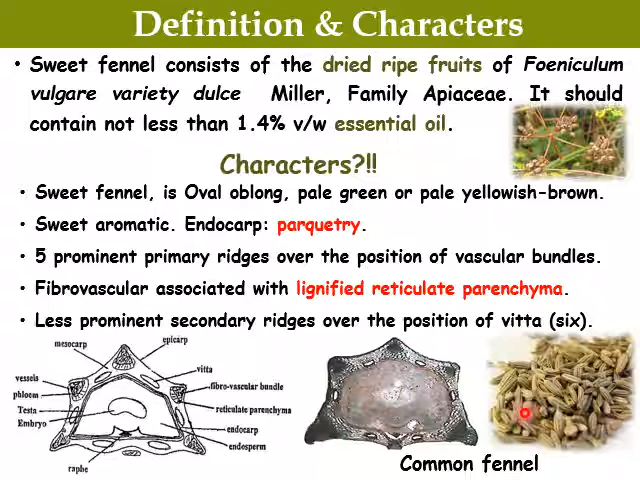 Definition & Characters
• Sweet fennel consists of the dried ripe fruits of Foeniculum
vulgare variety dulce Miller, Family Apiaceae. It should
contain not less than 1.4% v/w essential oil.
Characters?!!
• Sweet fennel, is Oval oblong, pale green or pale yellowish-brown.
• Sweet aromatic. Endocarp: parquetry.
• 5 prominent primary ridges over the position of vascular bundles.
• Fibrovascular associated with lignified reticulate parenchyma.
• Less prominent secondary ridges over the position of vitta (six).
mesocarp
epicarp
vitta
vessels
fibro-vascular bundle
phloem
Testa
reticulate parenchyma
Embryo
endocarp
endosperm
raphe
Common fennel